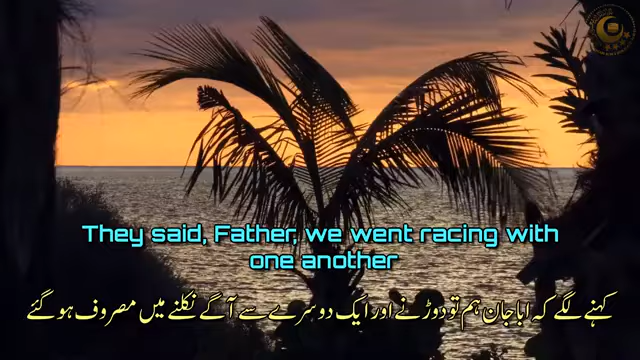 They said, Father, we went racing with
one another
کہنے لگے کہ ابا جان ہم تو دوڑنے اور ایک دوسرے سے آگے نکلنے میں مصروف ہو گئے